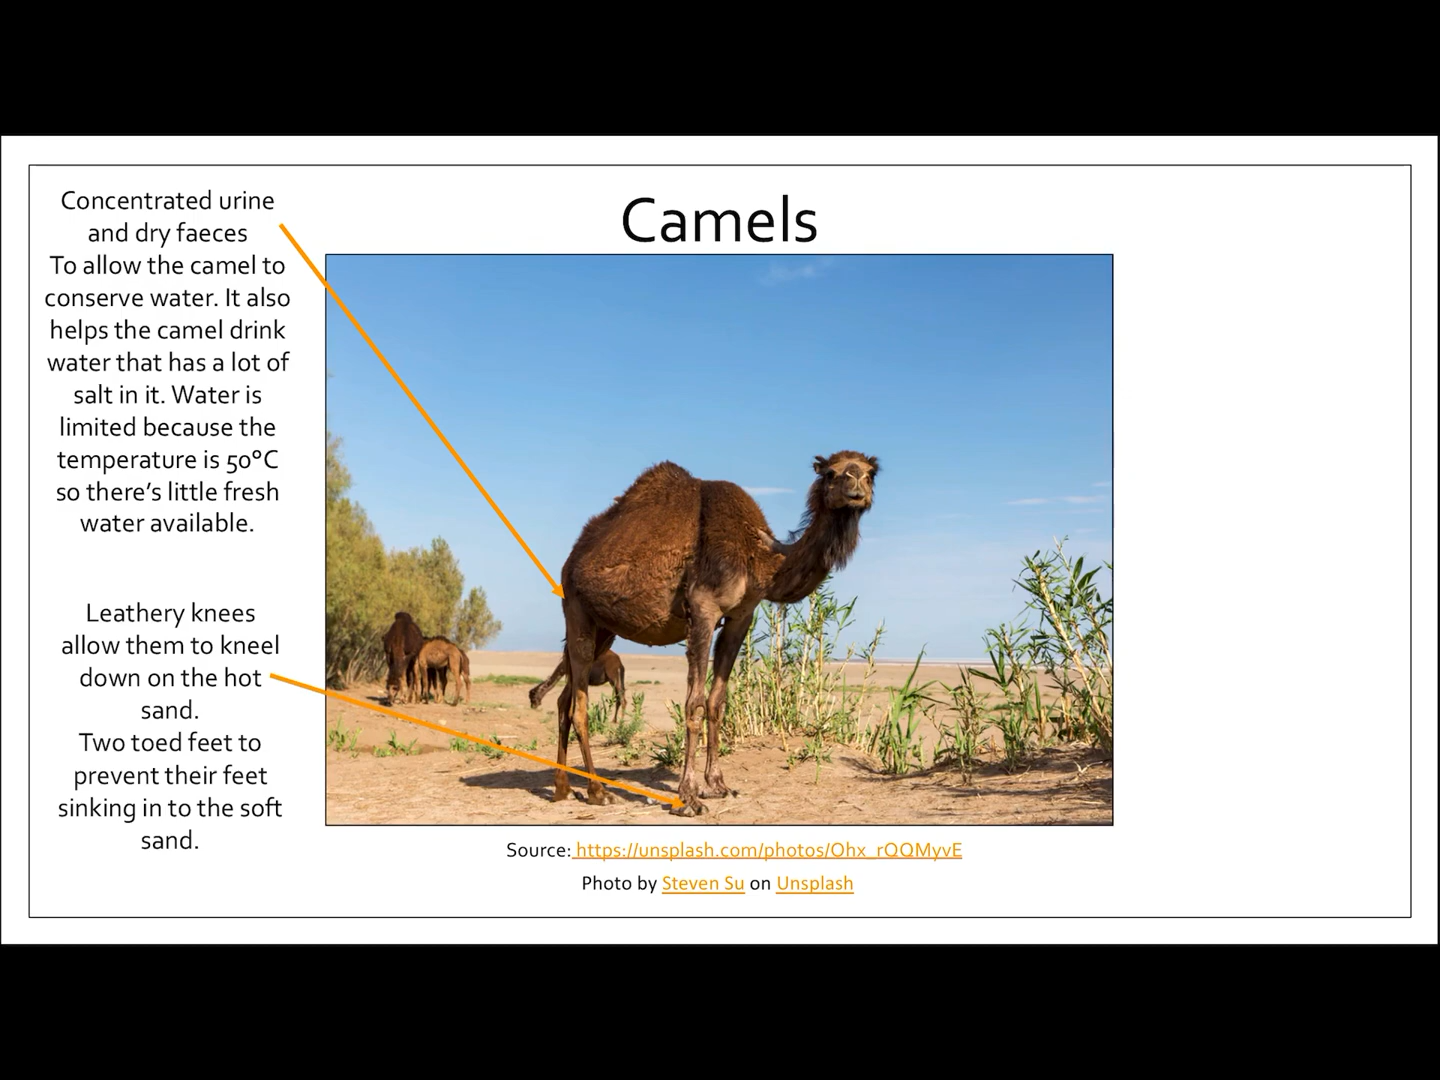 Camels
Concentrated urine
and dry faeces
To allow the camel to
conserve water. It also
helps the camel drink
water that has a lot of
salt in it. Water is
limited because the
temperature is 50°C
so there's little fresh
water available.
Leathery knees
allow them to kneel
down on the hot
sand.
Two toed feet to
prevent their feet
sinking in to the soft
sand.
Source: https://unsplash.com/photos/Ohx_rQQMyvE
Photo by Steven Su on Unsplash